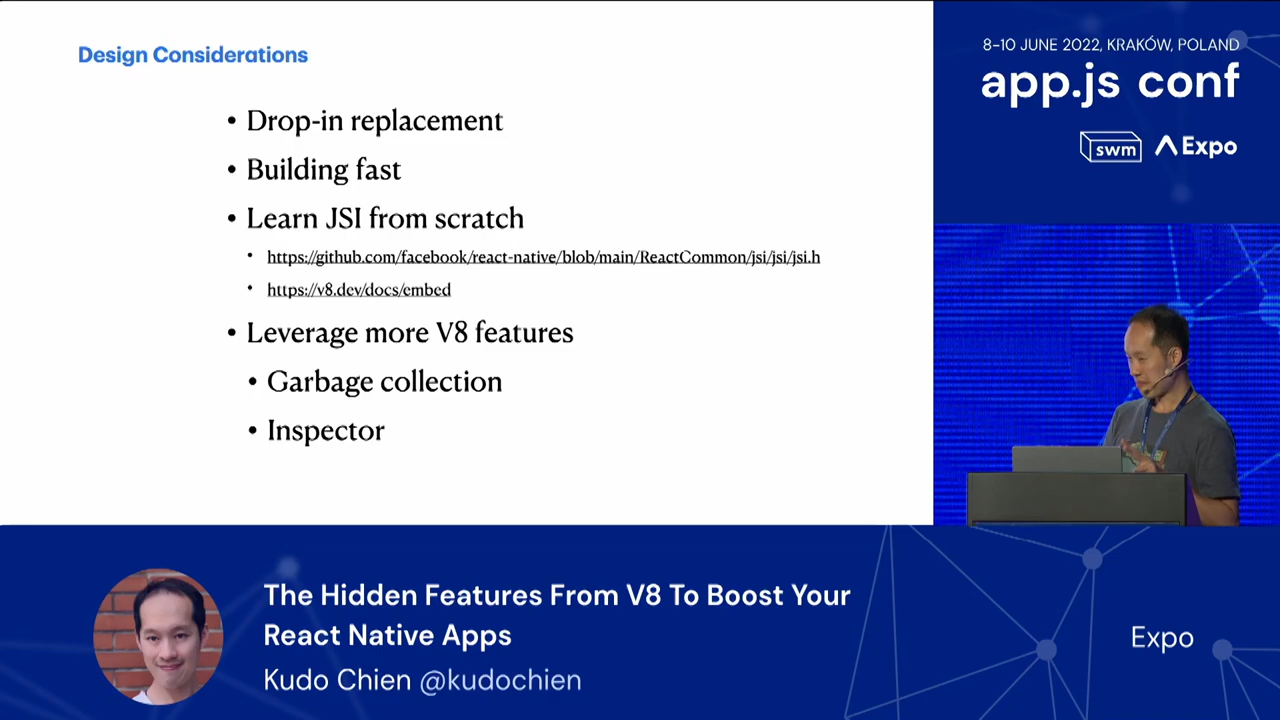 Design Considerations
• Drop-in replacement
• Building fast
• Learn JSI from scratch
• https://github.com/facebook/react-native/blob/main/ReactCommon/jsi/jsi/jsi.h
• https://v8.dev/docs/embed
• Leverage more V8 features
• Garbage collection
• Inspector
8–10 JUNE 2022, KRAKÓW, POLAND
app.js conf
swm Expo
The Hidden Features From V8 To Boost Your
React Native Apps
Kudo Chien @kudochien
Expo